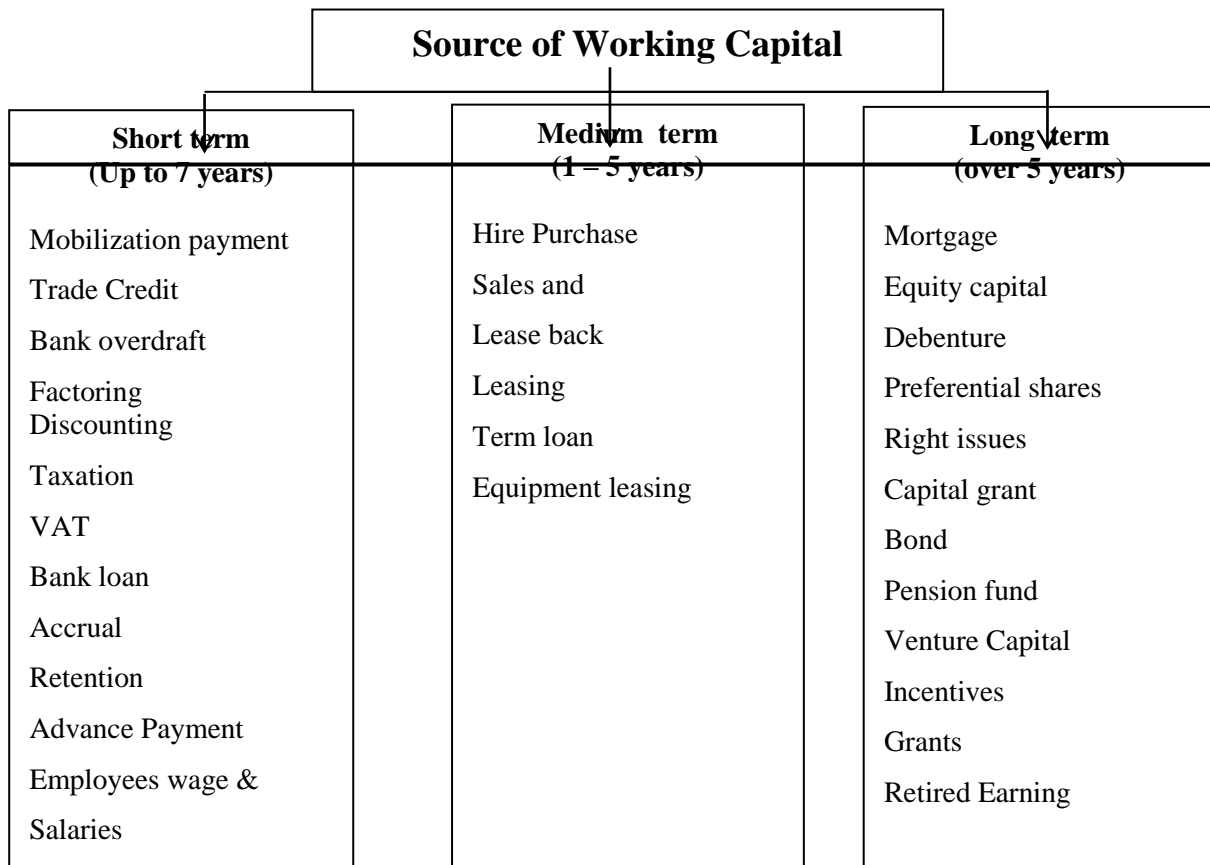 Source of Working Capital
Short term
(Up to 7 years)
Mobilization payment
Trade Credit
Bank overdraft
Factoring
Discounting
Taxation
VAT
Bank loan
Accrual
Retention
Advance Payment
Employees wage &
Salaries
Medium term
(1 – 5 years)
Hire Purchase
Sales and
Lease back
Leasing
Term loan
Equipment leasing
Long term
(over 5 years)
Mortgage
Equity capital
Debenture
Preferential shares
Right issues
Capital grant
Bond
Pension fund
Venture Capital
Incentives
Grants
Retired Earning